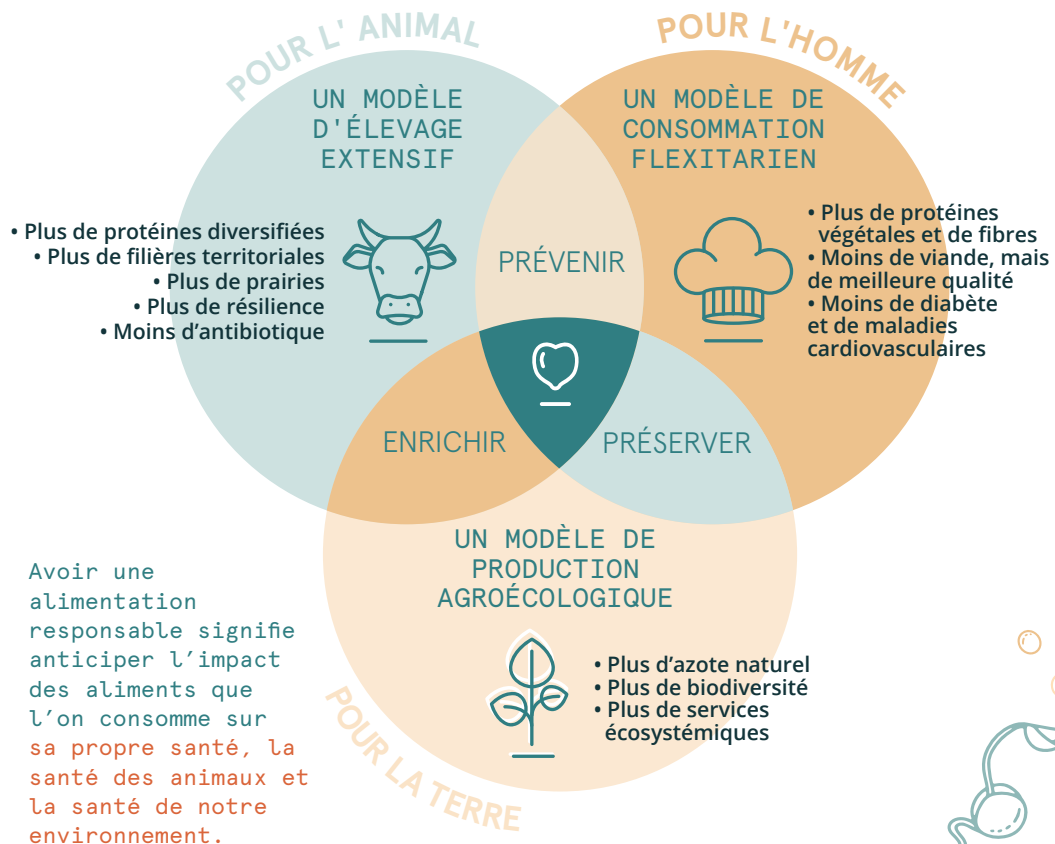 POUR L' ANIMAL
UN MODÈLE
D'ÉLEVAGE
EXTENSIF
• Plus de protéines diversifiées
• Plus de filières territoriales
• Plus de prairies
• Plus de résilience
• Moins d’antibiotique
POUR L'HOMME
UN MODÈLE DE
CONSOMMATION
FLEXITARIEN
• Plus de protéines
végétales et de fibres
• Moins de viande, mais
de meilleure qualité
• Moins de diabète
et de maladies
cardiovasculaires
PRÉVENIR
ENRICHIR
PRÉSERVER
UN MODÈLE DE
PRODUCTION
AGROÉCOLOGIQUE
• Plus d’azote naturel
• Plus de biodiversité
• Plus de services
écosystémiques
POUR LA TERRE
Avoir une
alimentation
responsable signifie
anticiper l’impact
des aliments que
l’on consomme sur
sa propre santé, la
santé des animaux et
la santé de notre
environnement.